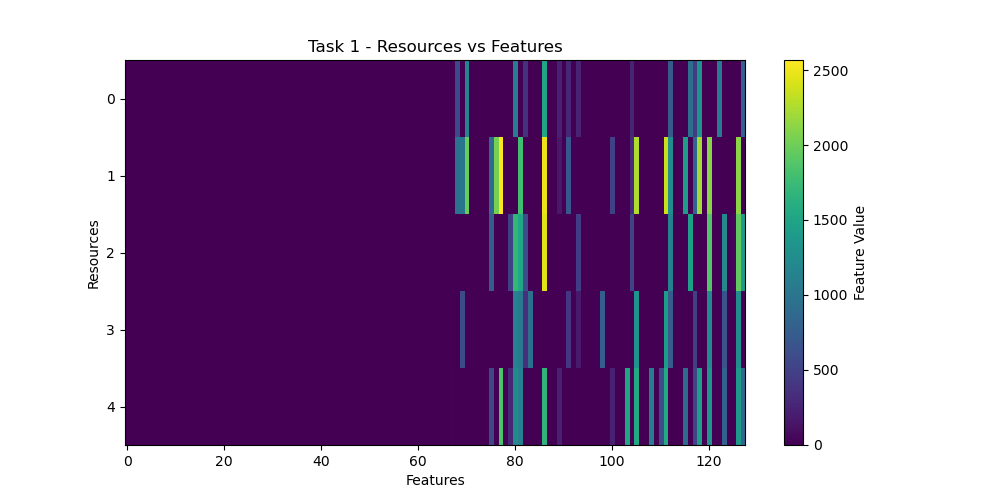 Task 1 - Resources vs Features
Resources
0
1
2
3
4
0 20 40 60 80 100 120
Features
2500
2000
1500
1000
500
0
Feature Value